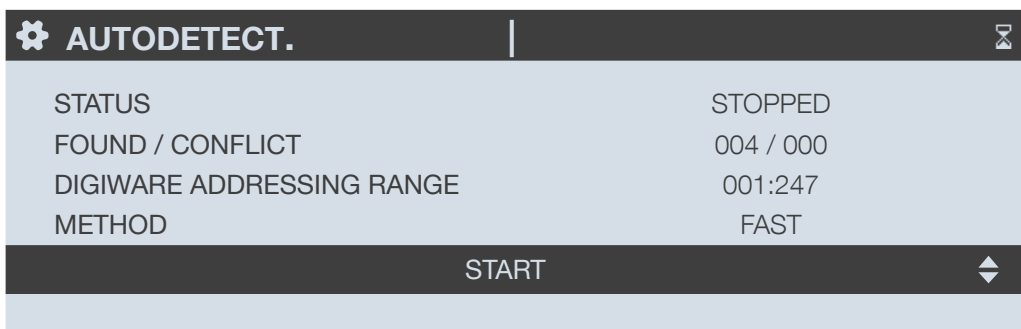 AUTODETECT.
STATUS STOPPED
FOUND / CONFLICT 004 / 000
DIGIWARE ADDRESSING RANGE 001:247
METHOD FAST
START